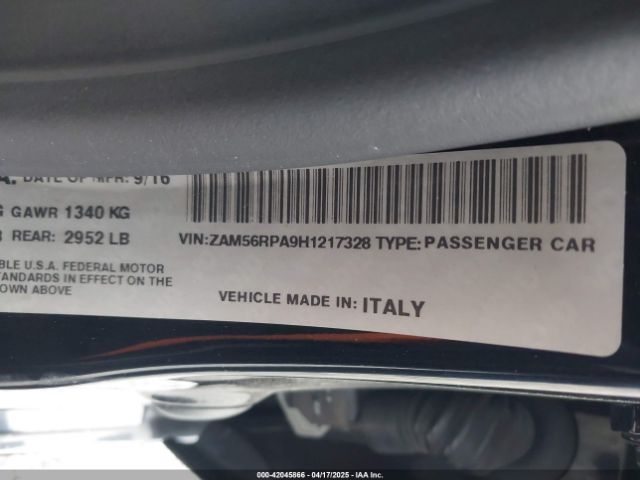 A. DATE OF MFR: 9/16
G GAWR 1340 KG
B REAR: 2952 LB
VIN:ZAM56RPA9H1217328 TYPE:PASSENGER CAR
BLE U.S.A. FEDERAL MOTOR
STANDARDS IN EFFECT ON THE
OWN ABOVE
VEHICLE MADE IN: ITALY
000-42045866 - 04/17/2025 - IAA Inc.